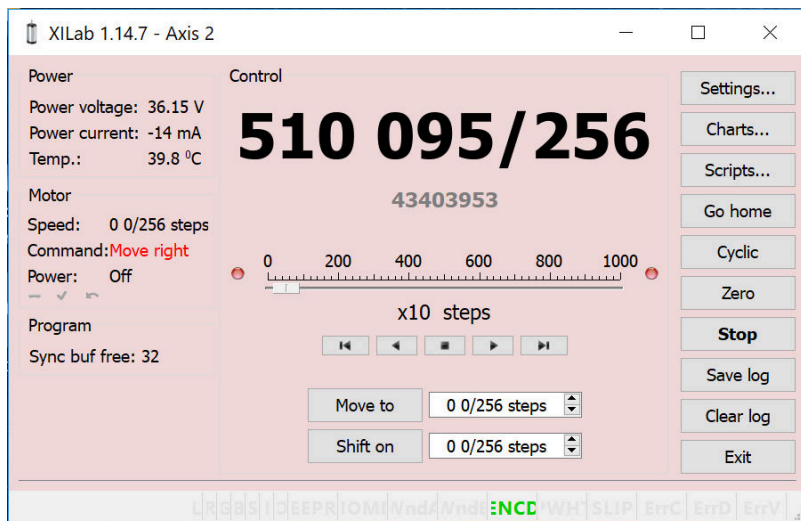 XILab 1.14.7 - Axis 2
Power
Power voltage: 36.15 V
Power current: -14 mA
Temp.: 39.8 ⁰C
Motor
Speed: 0 0/256 steps
Command: Move right
Power: Off
Program
Sync buf free: 32
Control
510 095/256
43403953
0 200 400 600 800 1000
x10 steps
Move to 0 0/256 steps
Shift on 0 0/256 steps
Settings...
Charts...
Scripts...
Go home
Cyclic
Zero
Stop
Save log
Clear log
Exit
ENCD SLIP ErrC ErrD ErrV